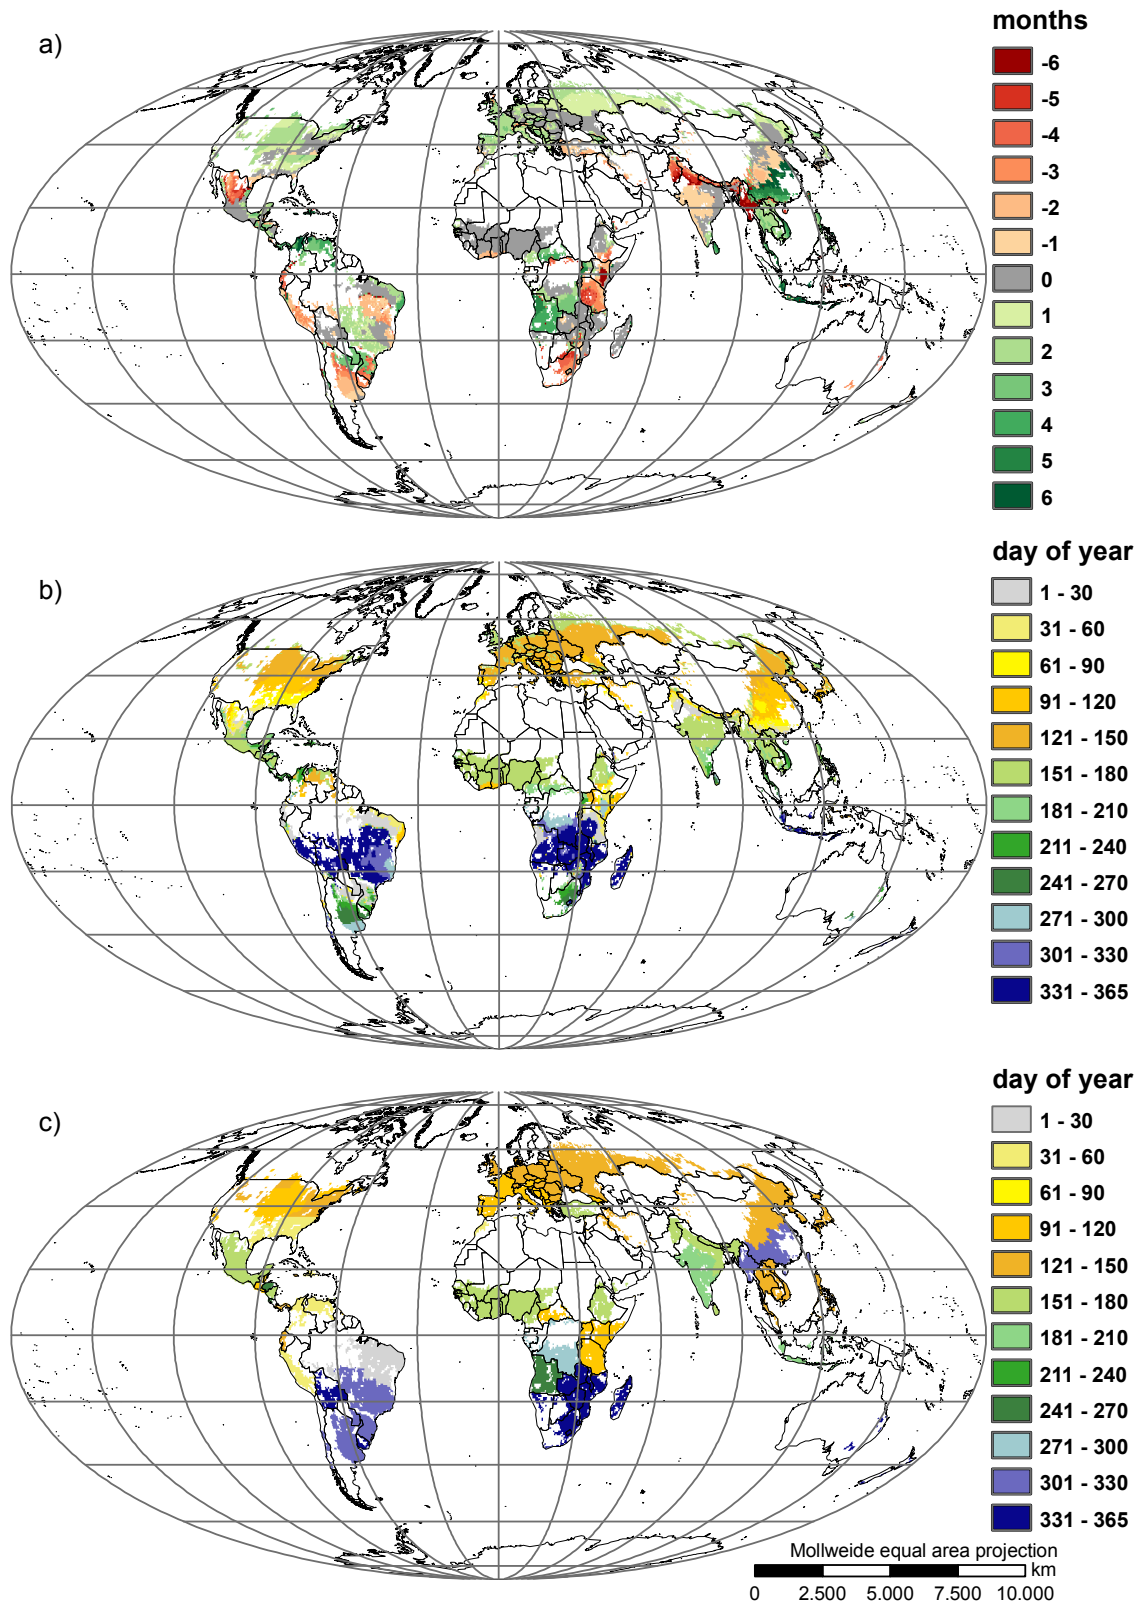 a)
months
-6
-5
-4
-3
-2
-1
0
1
2
3
4
5
6
b)
day of year
1 - 30
31 - 60
61 - 90
91 - 120
121 - 150
151 - 180
181 - 210
211 - 240
241 - 270
271 - 300
301 - 330
331 - 365
c)
day of year
1 - 30
31 - 60
61 - 90
91 - 120
121 - 150
151 - 180
181 - 210
211 - 240
241 - 270
271 - 300
301 - 330
331 - 365
Mollweide equal area projection
km
0 2.500 5.000 7.500 10.000